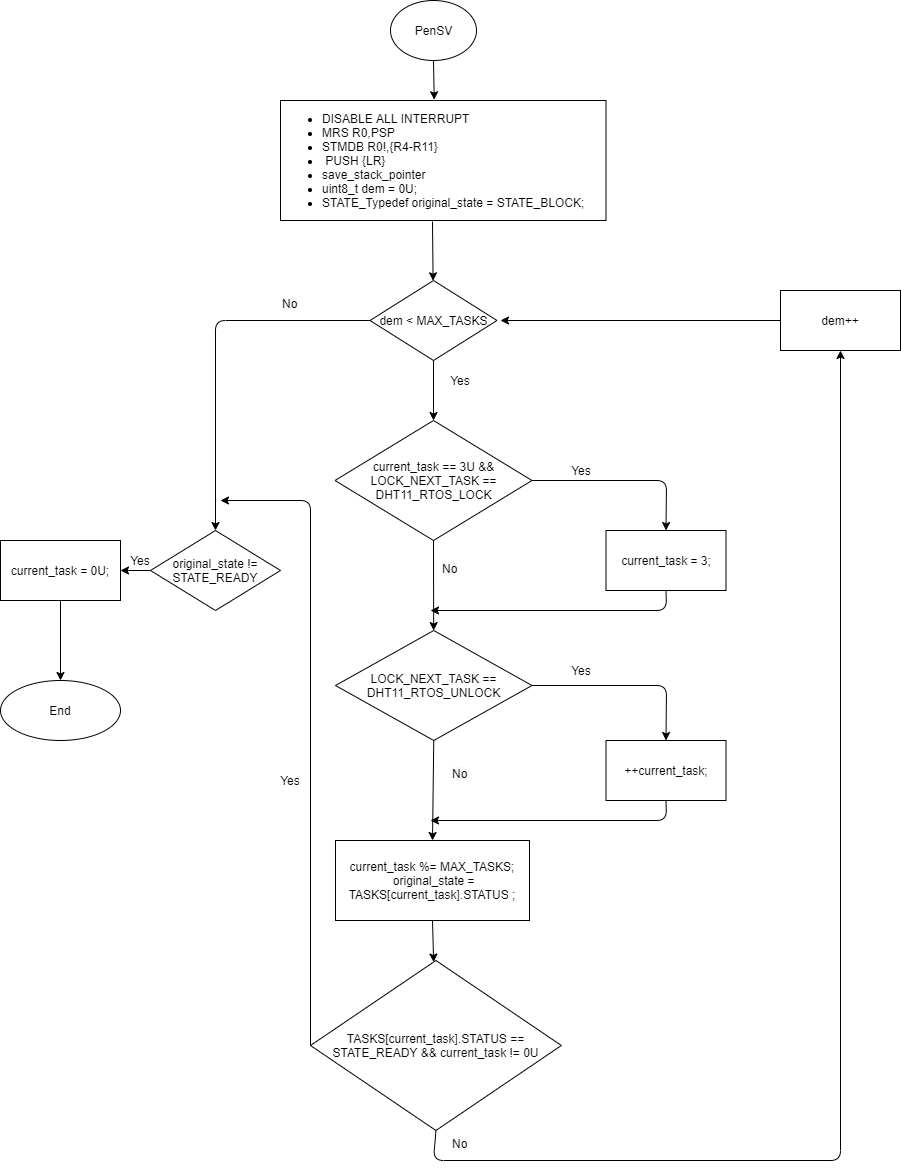 PenSV
DISABLE ALL INTERRUPT
MRS R0,PSP
STMDB R0!,{R4-R11}
PUSH {LR}
save_stack_pointer
uint8_t dem = 0U;
STATE_Typedef original_state = STATE_BLOCK;
No
dem < MAX_TASKS
dem++
Yes
current_task == 3U &&
LOCK_NEXT_TASK ==
DHT11_RTOS_LOCK
Yes
current_task = 3;
No
original_state !=
STATE_READY
Yes
current_task = 0U;
End
LOCK_NEXT_TASK ==
DHT11_RTOS_UNLOCK
Yes
++current_task;
No
Yes
current_task %= MAX_TASKS;
original_state =
TASKS[current_task].STATUS ;
TASKS[current_task].STATUS ==
STATE_READY && current_task != 0U
No